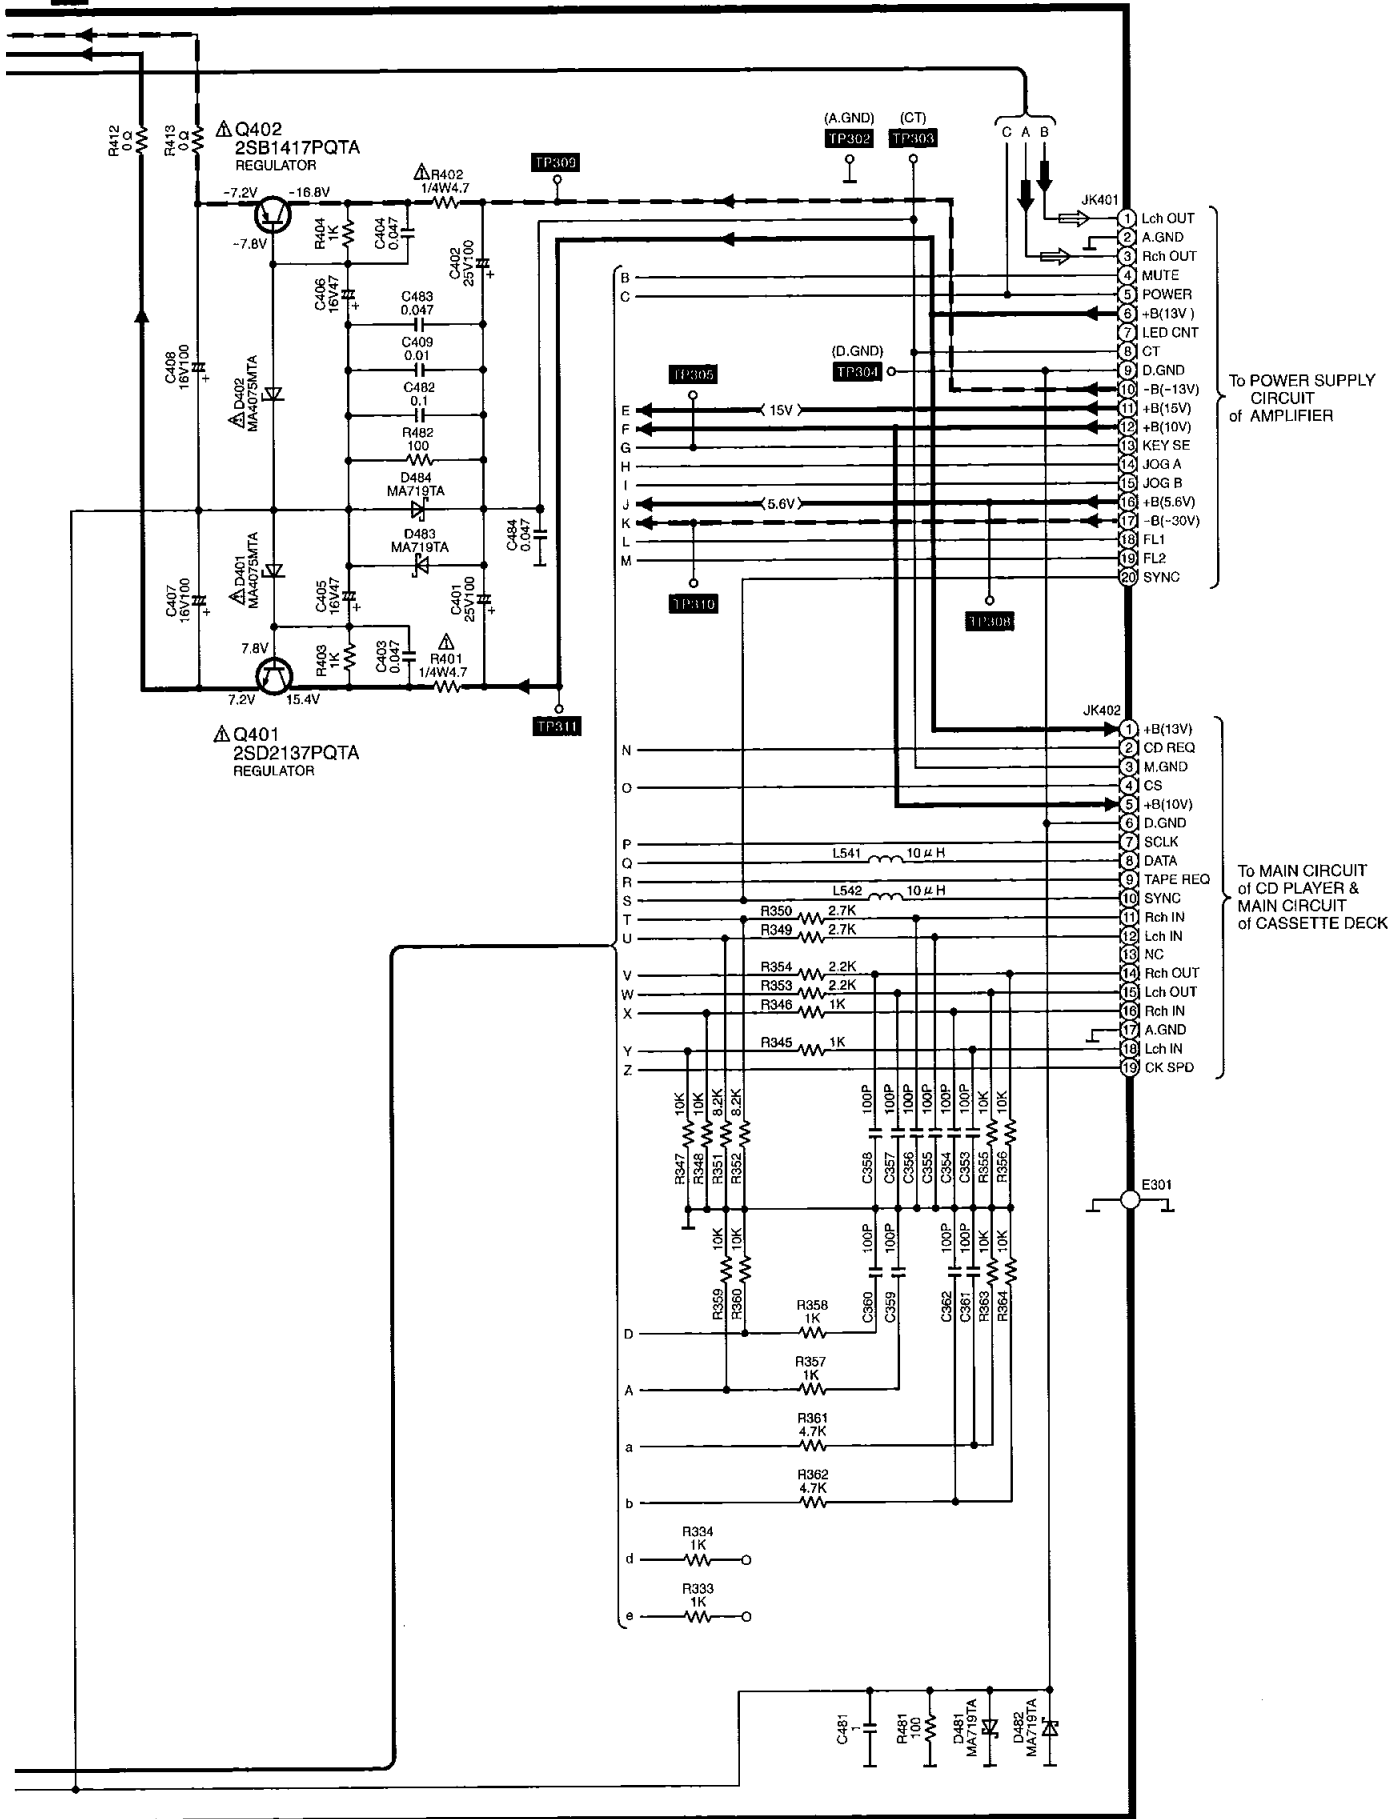 (A.GND) (CT)
TP302 TP303
C A B
R412
0 Ω
R413
0 Ω
⚠Q402
2SB1417PQTA
REGULATOR
TP309
⚠R402
1/4W4.7
-7.2V
-16.8V
-7.8V
R404
1K
C404
0.047
C402
25V100
+
C406
16V47
+
C483
0.047
C409
0.01
C482
0.1
R482
100
D484
MA719TA
D483
MA719TA
C484
0.047
C408
16V100
+
⚠D402
MA4075MTA
⚠D401
MA4075MTA
C407
16V100
+
C405
16V47
+
C401
25V100
+
7.8V
R403
1K
C403
0.047
⚠
R401
1/4W4.7
7.2V
15.4V
⚠Q401
2SD2137PQTA
REGULATOR
TP311
JK401
1 Lch OUT
2 A.GND
3 Rch OUT
B 4 MUTE
C 5 POWER
6 +B(13V )
7 LED CNT
8 CT
(D.GND)
TP304
9 D.GND
10 -B(-13V)
TP305
E 15V 11 +B(15V)
F 12 +B(10V)
G 13 KEY SE
H 14 JOG A
I 15 JOG B
J 5.6V 16 +B(5.6V)
K 17 -B(-30V)
L 18 FL1
M 19 FL2
20 SYNC
TP310
TP308
To POWER SUPPLY
CIRCUIT
of AMPLIFIER
JK402
1 +B(13V)
N 2 CD REQ
3 M.GND
O 4 CS
5 +B(10V)
6 D.GND
P 7 SCLK
Q L541 10 μ H 8 DATA
R 9 TAPE REQ
S L542 10 μ H 10 SYNC
T R350 2.7K 11 Rch IN
U R349 2.7K 12 Lch IN
13 NC
V R354 2.2K 14 Rch OUT
W R353 2.2K 15 Lch OUT
X R346 1K 16 Rch IN
17 A.GND
Y R345 1K 18 Lch IN
Z 19 CK SPD
To MAIN CIRCUIT
of CD PLAYER &
MAIN CIRCUIT
of CASSETTE DECK
10K 10K 8.2K 8.2K 100P 100P 100P 100P 100P 100P 10K 10K
R347 R348 R351 R352 C358 C357 C356 C355 C354 C353 R355 R356
E301
10K 10K 100P 100P 100P 100P 10K 10K
R359 R360 C360 C359 C362 C361 R363 R364
R358
1K
D
R357
1K
A
R361
4.7K
a
R362
4.7K
b
R334
1K
d
R333
1K
e
C481
1
R481
100
D481
MA719TA
D482
MA719TA